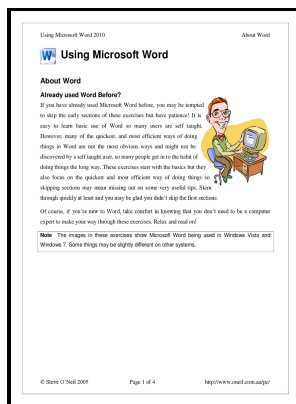 Using Microsoft Word 2010 About Word
Using Microsoft Word
About Word
Already used Word Before?
If you have already used Microsoft Word before, you may be tempted
to skip the early sections of these exercises but have patience! It is
easy to learn basic use of Word so many users are self taught.
However, many of the quickest, and most efficient ways of doing
things in Word are not the most obvious ways and might not be
discovered by a self taught user, so many people get in to the habit of
doing things the long way. These exercises start with the basics but they
also focus on the quickest and most efficient way of doing things so
skipping sections may mean missing out on some very useful tips. Skim
through quickly at least and you may be glad you didn't skip the first sections.
Of course, if you're new to Word, take comfort in knowing that you don't need to be a computer
expert to make your way through these exercises. Relax and read on!
Note The images in these exercises show Microsoft Word being used in Windows Vista and
Windows 7. Some things may be slightly different on other systems.
© Steve O'Neil 2005 Page 1 of 4 http://www.oneil.com.au/pc/